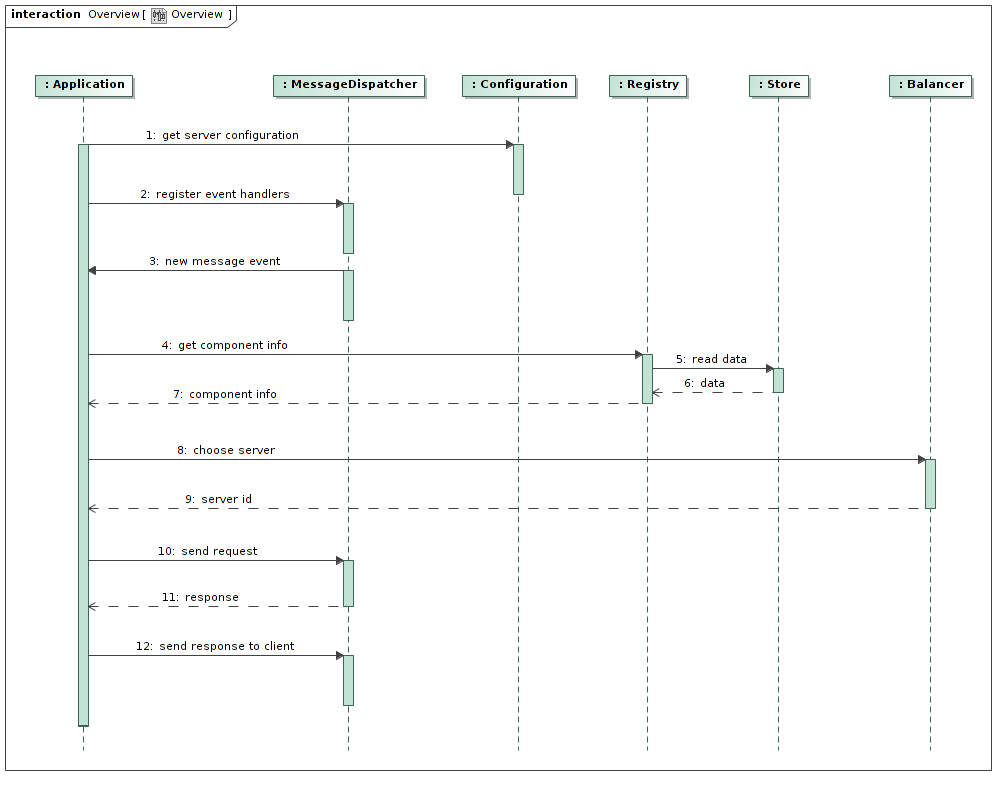 interaction Overview [ Overview ]
: Application : MessageDispatcher : Configuration : Registry : Store : Balancer
1: get server configuration
2: register event handlers
3: new message event
4: get component info
5: read data
6: data
7: component info
8: choose server
9: server id
10: send request
11: response
12: send response to client